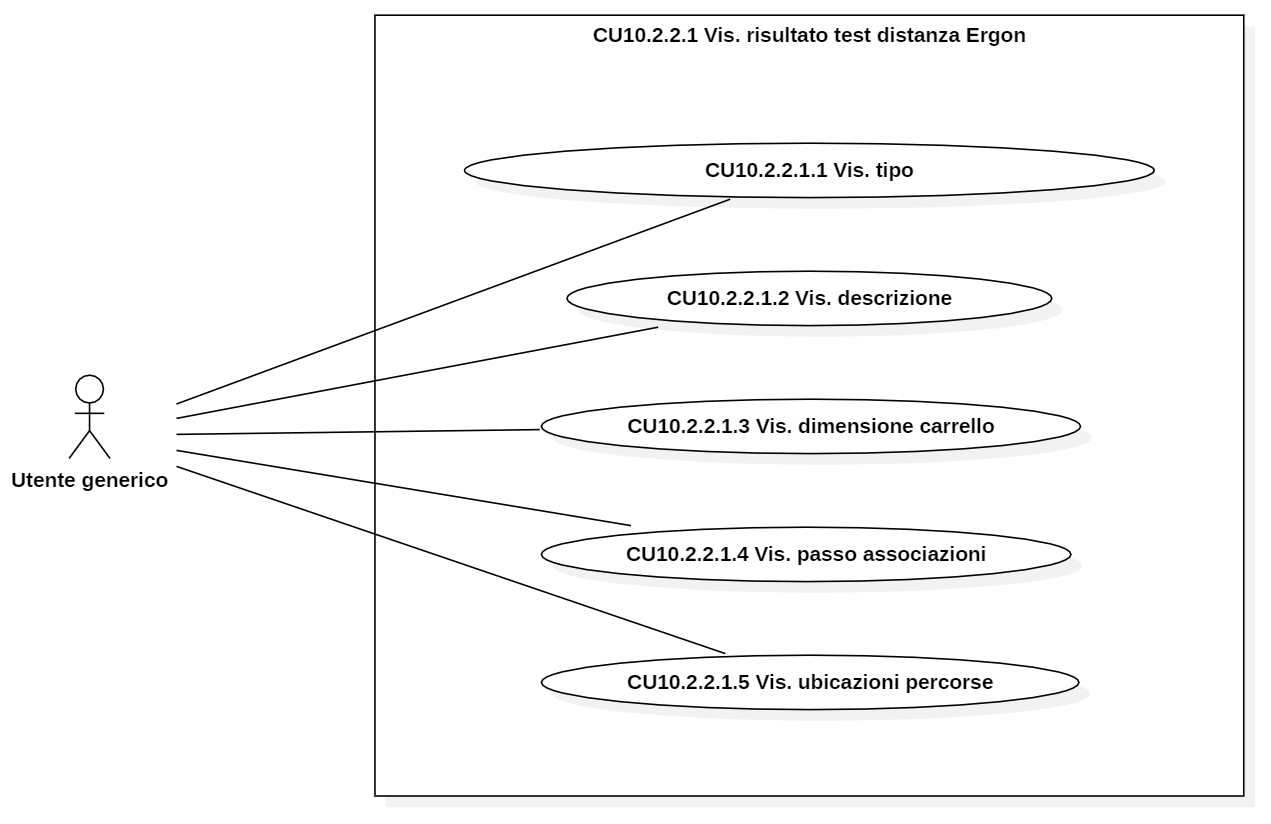 CU10.2.2.1 Vis. risultato test distanza Ergon
CU10.2.2.1.1 Vis. tipo
CU10.2.2.1.2 Vis. descrizione
CU10.2.2.1.3 Vis. dimensione carrello
Utente generico
CU10.2.2.1.4 Vis. passo associazioni
CU10.2.2.1.5 Vis. ubicazioni percorse